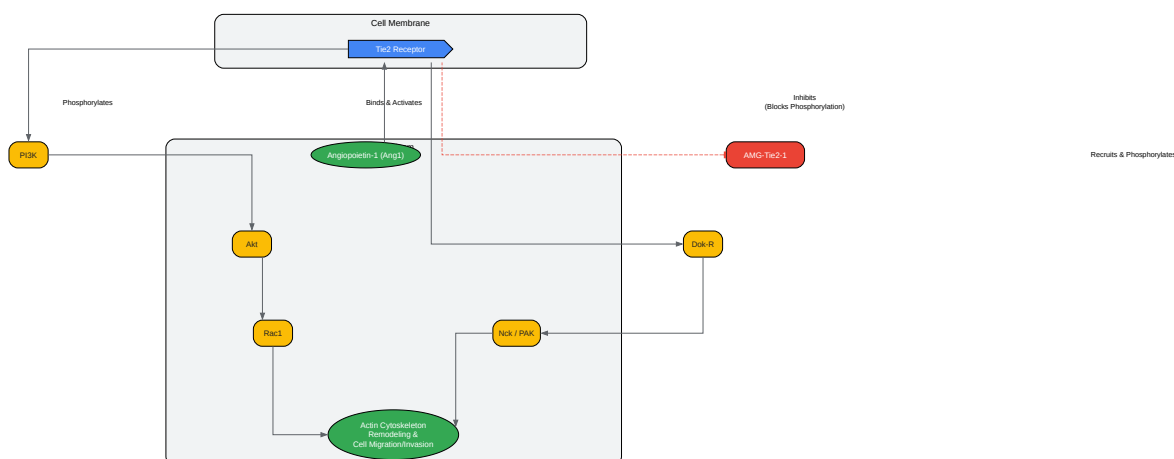 Cell Membrane
Tie2 Receptor
Phosphorylates
Binds & Activates
Inhibits
(Blocks Phosphorylation)
PI3K
Angiopoietin-1 (Ang1)
AMG-Tie2-1
Recruits & Phosphorylates
Akt
Dok-R
Rac1
Nck / PAK
Actin Cytoskeleton
Remodeling &
Cell Migration/Invasion